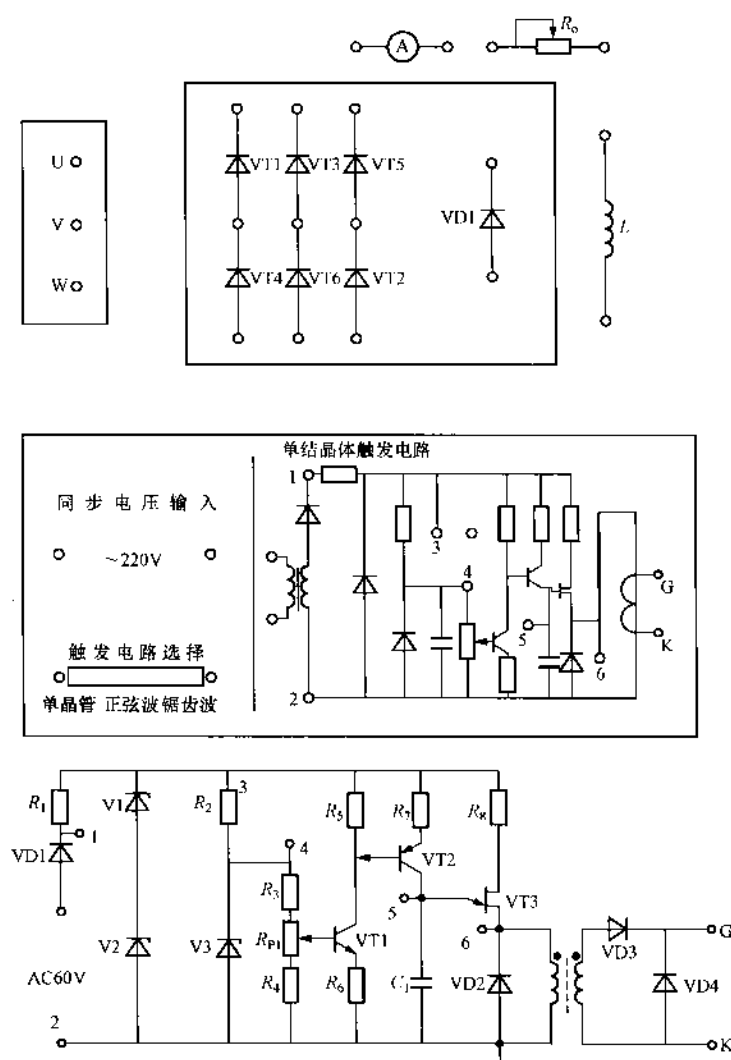 A
R₀
U
VT1 VT3 VT5
V
VD1
L
W
VT4 VT6 VT2
单结晶体触发电路
1
同步电压输入
3
~220V
4
G
5
K
触发电路选择
6
2
单晶管 正弦波锯齿波
R₁
V1
R₂
3
R₅
R₇
R₈
1
VD1
4
VT2
R₃
5
VT3
6
G
V2
V3
R_P1
VT1
VD3
AC60V
R₄
R₆
C₁
VD2
VD4
2
K